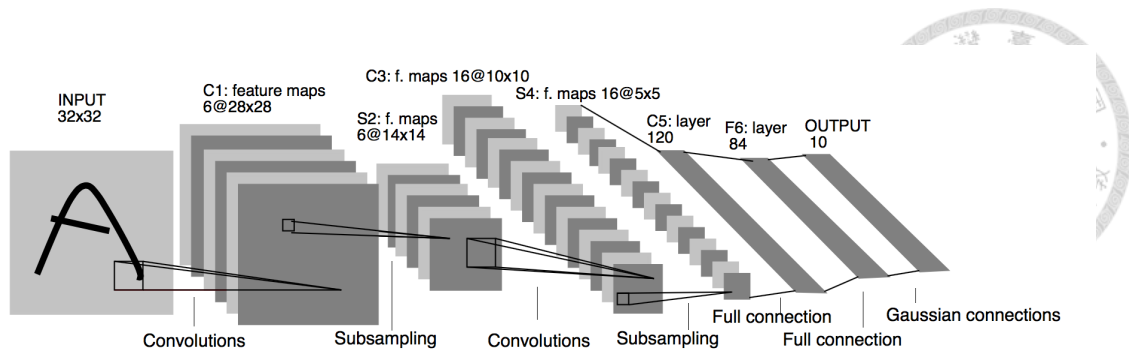 INPUT
32x32
C1: feature maps
6@28x28
S2: f. maps
6@14x14
C3: f. maps 16@10x10
S4: f. maps 16@5x5
C5: layer
120
F6: layer
84
OUTPUT
10
Convolutions
Subsampling
Convolutions
Subsampling
Full connection
Full connection
Gaussian connections